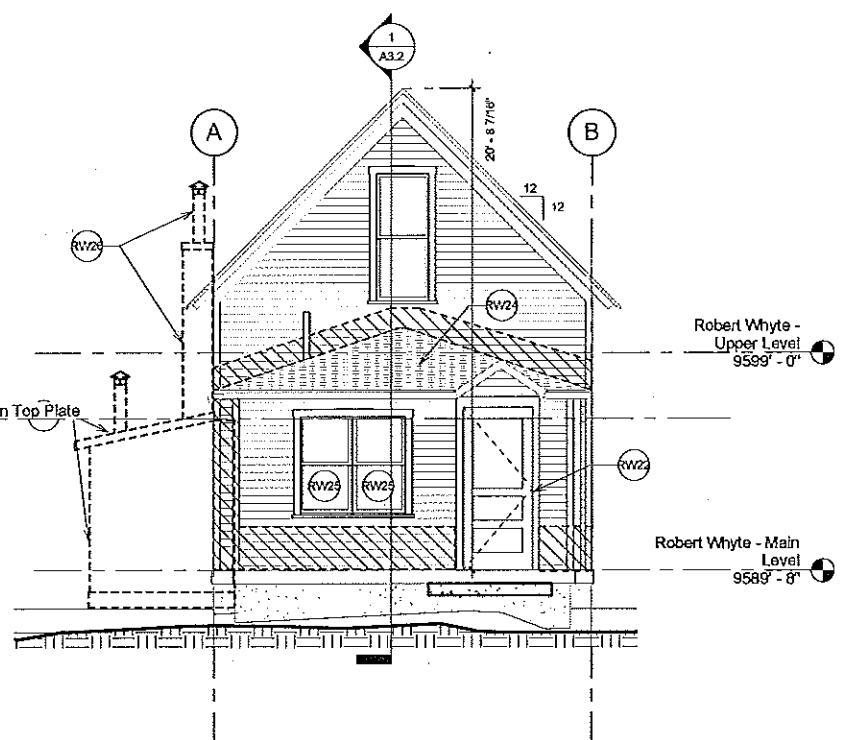 1
A3.2
A
B
20' - 8 7/16"
12
12
RW24
Robert Whyte -
Upper Level
9599' - 0"
n Top Plate
RW25
RW25
RW22
Robert Whyte - Main
Level
9589' - 8"